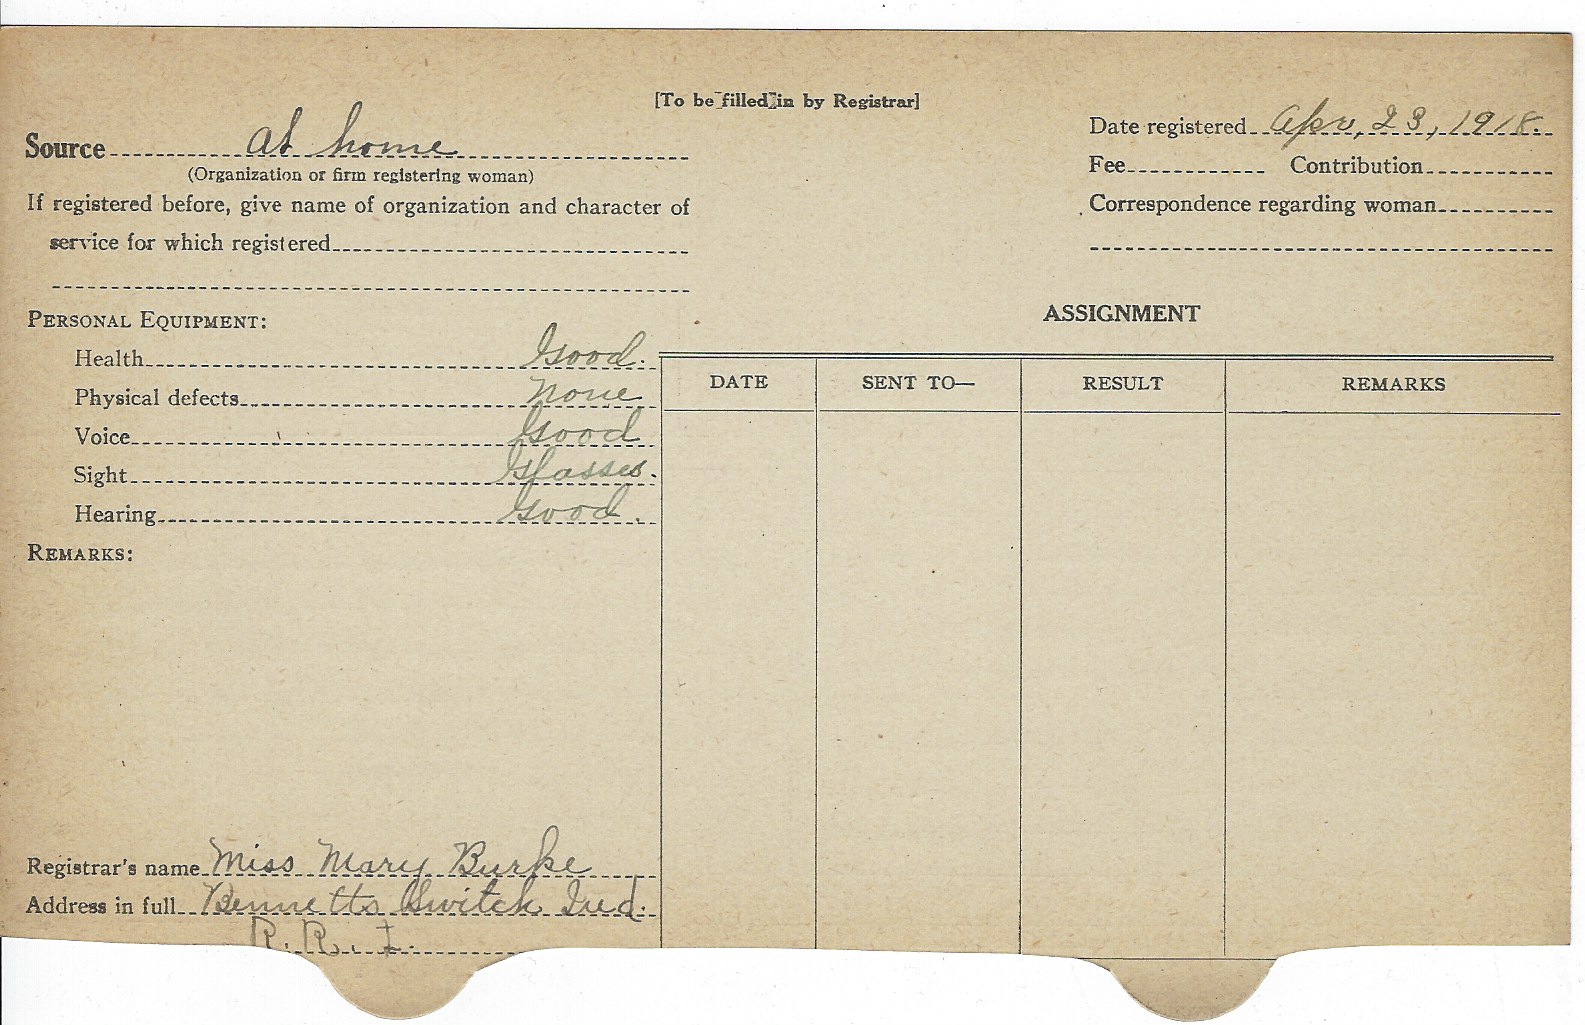 [To be filled in by Registrar]
Source at home
(Organization or firm registering woman)
If registered before, give name of organization and character of
service for which registered
Date registered Apr, 23, 1918.
Fee Contribution
Correspondence regarding woman
PERSONAL EQUIPMENT:
Health Good.
Physical defects None
Voice Good
Sight Glasses.
Hearing Good.
REMARKS:
ASSIGNMENT
DATE SENT TO— RESULT REMARKS
Registrar's name Miss Mary Burke
Address in full Bennetts Switch Ind.
R. R. 1.